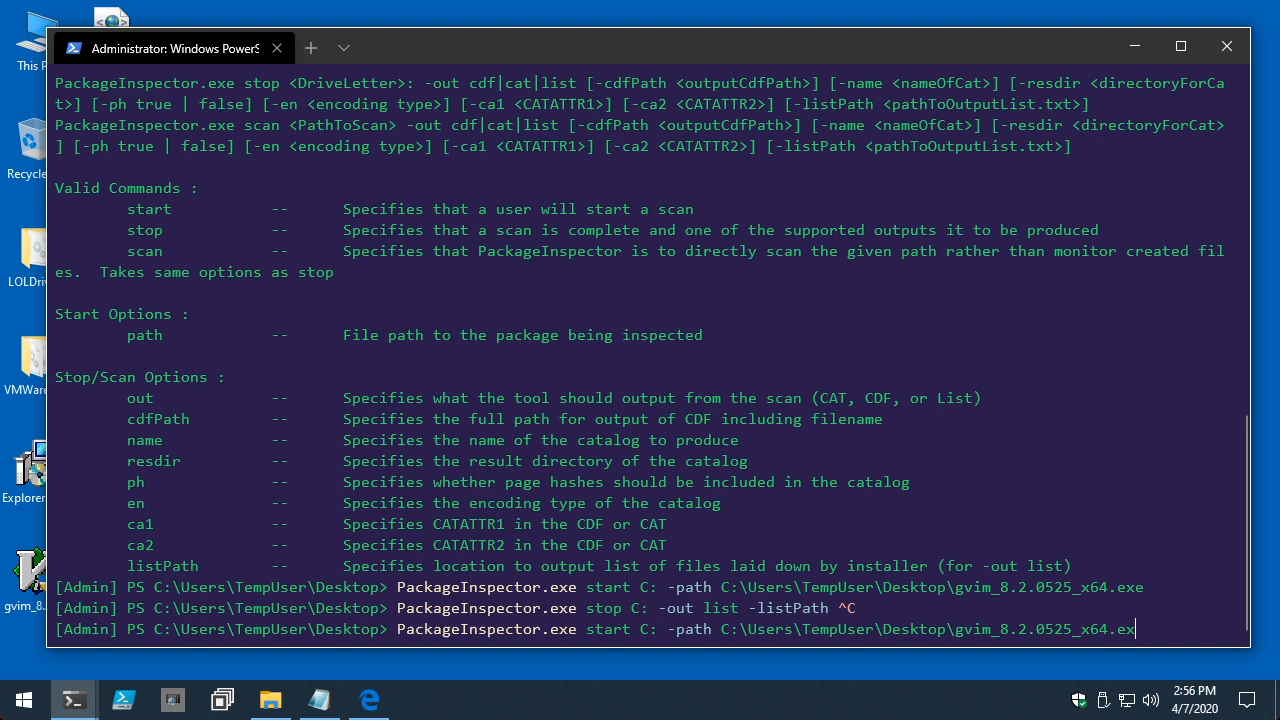 This P
Recycle
LOLDriv
VMWare
Explorer
gvim_8.
Administrator: Windows PowerS
PackageInspector.exe stop <DriveLetter>: -out cdf|cat|list [-cdfPath <outputCdfPath>] [-name <nameOfCat>] [-resdir <directoryForCa
t>] [-ph true | false] [-en <encoding type>] [-ca1 <CATATTR1>] [-ca2 <CATATTR2>] [-listPath <pathToOutputList.txt>]
PackageInspector.exe scan <PathToScan> -out cdf|cat|list [-cdfPath <outputCdfPath>] [-name <nameOfCat>] [-resdir <directoryForCat>
] [-ph true | false] [-en <encoding type>] [-ca1 <CATATTR1>] [-ca2 <CATATTR2>] [-listPath <pathToOutputList.txt>]
Valid Commands :
start -- Specifies that a user will start a scan
stop -- Specifies that a scan is complete and one of the supported outputs it to be produced
scan -- Specifies that PackageInspector is to directly scan the given path rather than monitor created fil
es. Takes same options as stop
Start Options :
path -- File path to the package being inspected
Stop/Scan Options :
out -- Specifies what the tool should output from the scan (CAT, CDF, or List)
cdfPath -- Specifies the full path for output of CDF including filename
name -- Specifies the name of the catalog to produce
resdir -- Specifies the result directory of the catalog
ph -- Specifies whether page hashes should be included in the catalog
en -- Specifies the encoding type of the catalog
ca1 -- Specifies CATATTR1 in the CDF or CAT
ca2 -- Specifies CATATTR2 in the CDF or CAT
listPath -- Specifies location to output list of files laid down by installer (for -out list)
[Admin] PS C:\Users\TempUser\Desktop> PackageInspector.exe start C: -path C:\Users\TempUser\Desktop\gvim_8.2.0525_x64.exe
[Admin] PS C:\Users\TempUser\Desktop> PackageInspector.exe stop C: -out list -listPath ^C
[Admin] PS C:\Users\TempUser\Desktop> PackageInspector.exe start C: -path C:\Users\TempUser\Desktop\gvim_8.2.0525_x64.ex
2:56 PM
4/7/2020